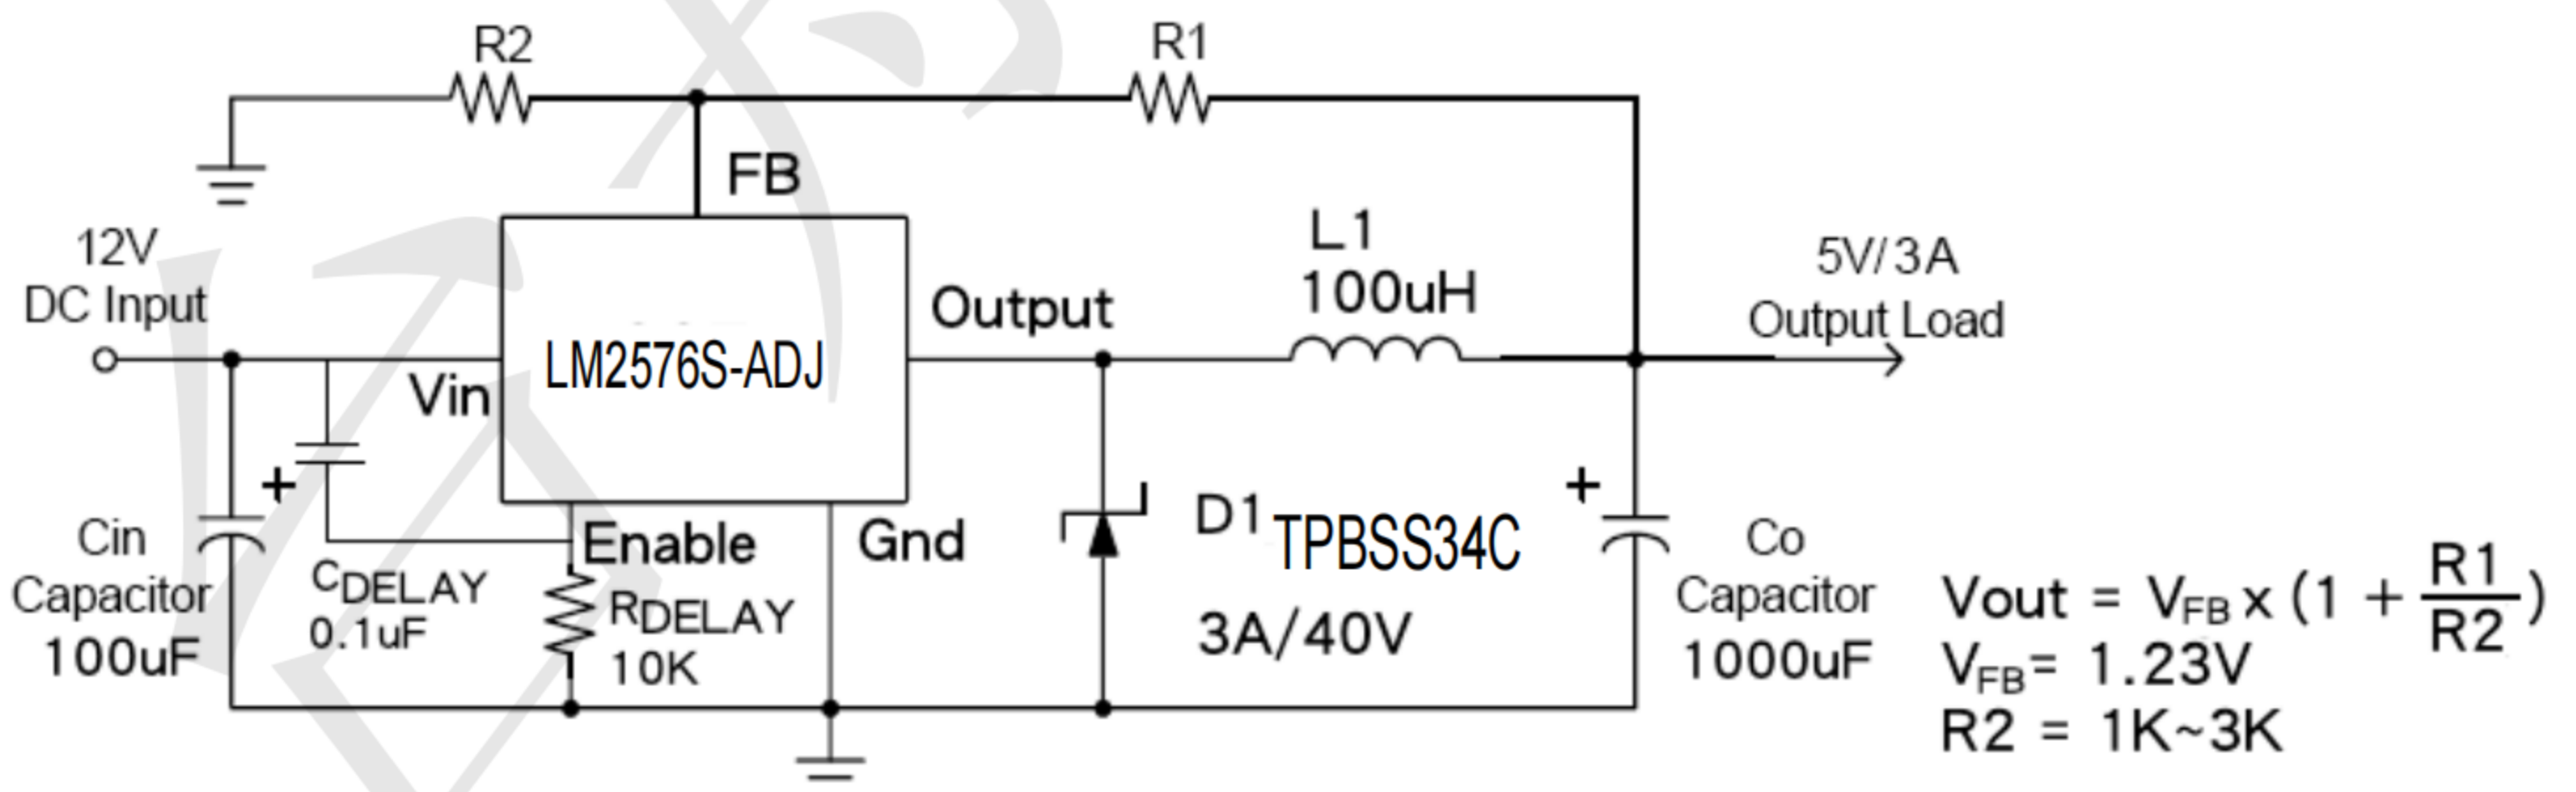 R2
R1
FB
12V
DC Input
Vin
LM2576S-ADJ
Output
L1
100uH
5V/3A
Output Load
+
Cin
Capacitor
100uF
CDELAY
0.1uF
Enable
RDELAY
10K
Gnd
D1 TPBSS34C
3A/40V
+
Co
Capacitor
1000uF
Vout = VFB x (1 + R1/R2)
VFB = 1.23V
R2 = 1K~3K